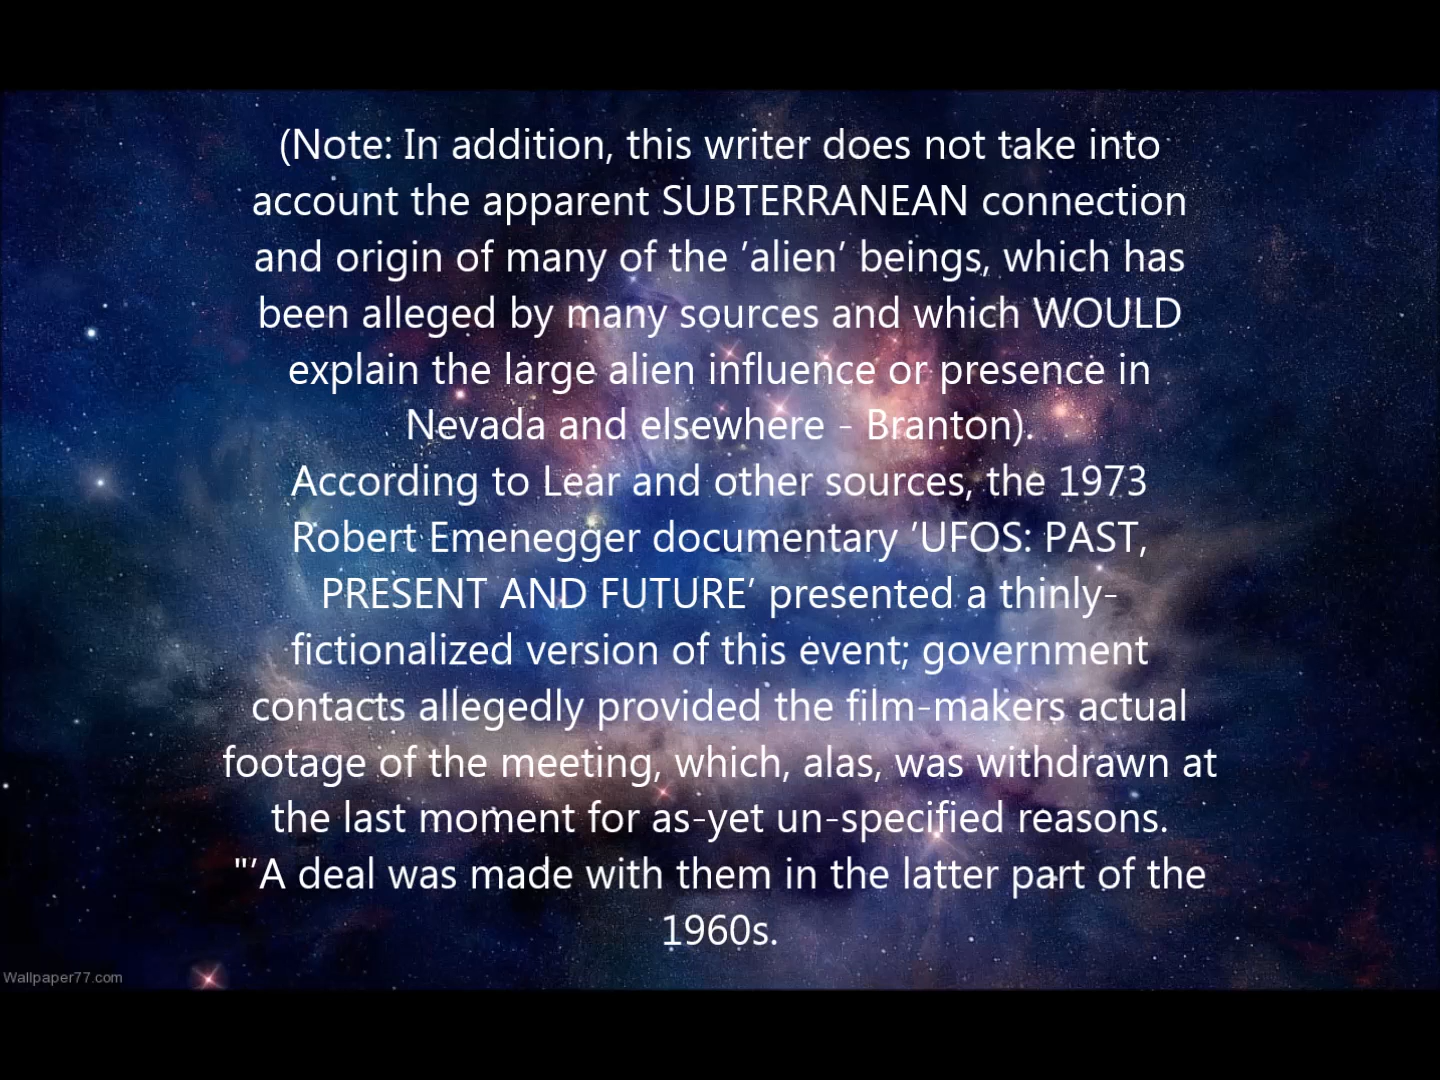 (Note: In addition, this writer does not take into
account the apparent SUBTERRANEAN connection
and origin of many of the ’alien’ beings, which has
been alleged by many sources and which WOULD
explain the large alien influence or presence in
Nevada and elsewhere - Branton).
According to Lear and other sources, the 1973
Robert Emenegger documentary ’UFOS: PAST,
PRESENT AND FUTURE’ presented a thinly-
fictionalized version of this event; government
contacts allegedly provided the film-makers actual
footage of the meeting, which, alas, was withdrawn at
the last moment for as-yet un-specified reasons.
"’A deal was made with them in the latter part of the
1960s.
Wallpaper77.com